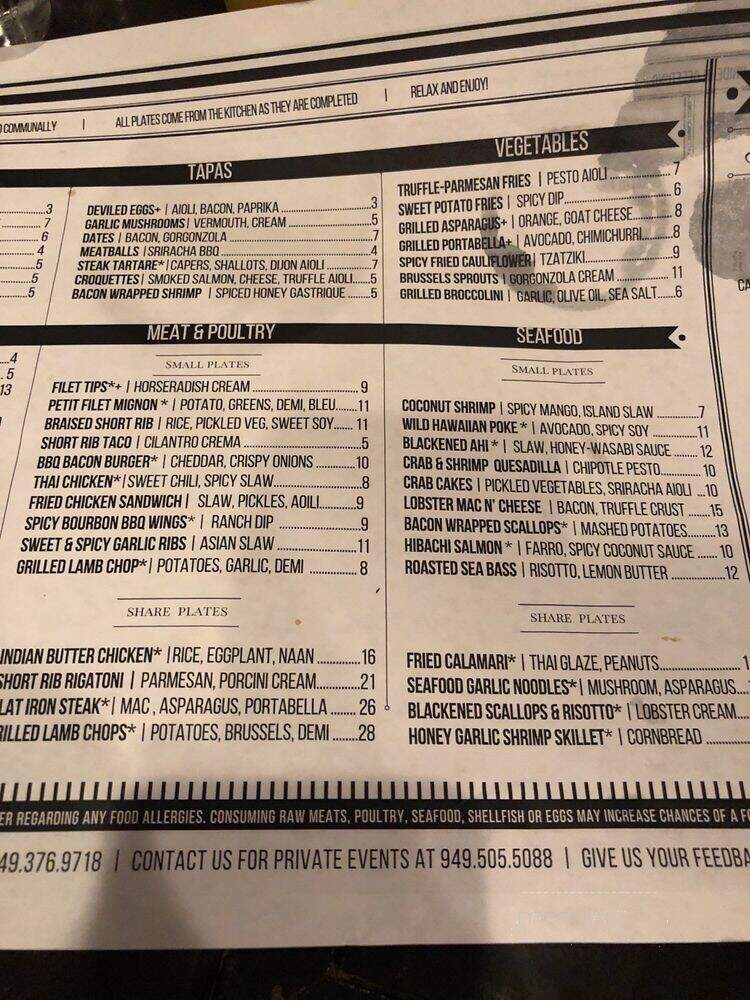 COMMUNALLY | ALL PLATES COME FROM THE KITCHEN AS THEY ARE COMPLETED | RELAX AND ENJOY!
...3
7
6
4
5
5
5
...4
..5
13
TAPAS
DEVILED EGGS+ | AIOLI, BACON, PAPRIKA ...3
GARLIC MUSHROOMS | VERMOUTH, CREAM ...5
DATES | BACON, GORGONZOLA ...7
MEATBALLS | SRIRACHA BBQ ...4
STEAK TARTARE* | CAPERS, SHALLOTS, DIJON AIOLI ...7
CROQUETTES | SMOKED SALMON, CHEESE, TRUFFLE AIOLI...5
BACON WRAPPED SHRIMP | SPICED HONEY GASTRIQUE ...5
VEGETABLES
TRUFFLE-PARMESAN FRIES | PESTO AIOLI ...7
SWEET POTATO FRIES | SPICY DIP...6
GRILLED ASPARAGUS+ | ORANGE, GOAT CHEESE...8
GRILLED PORTABELLA+ | AVOCADO, CHIMICHURRI...8
SPICY FRIED CAULIFLOWER | TZATZIKI...9
BRUSSELS SPROUTS | GORGONZOLA CREAM ... 11
GRILLED BROCCOLINI | GARLIC, OLIVE OIL, SEA SALT...6
MEAT & POULTRY
SMALL PLATES
FILET TIPS*+ | HORSERADISH CREAM ... 9
PETIT FILET MIGNON * | POTATO, GREENS, DEMI, BLEU...11
BRAISED SHORT RIB | RICE, PICKLED VEG, SWEET SOY... 11
SHORT RIB TACO | CILANTRO CREMA ...5
BBQ BACON BURGER* | CHEDDAR, CRISPY ONIONS ...10
THAI CHICKEN* | SWEET CHILI, SPICY SLAW...8
FRIED CHICKEN SANDWICH | SLAW, PICKLES, AOILI...9
SPICY BOURBON BBQ WINGS* | RANCH DIP ...9
SWEET & SPICY GARLIC RIBS | ASIAN SLAW ...11
GRILLED LAMB CHOP* | POTATOES, GARLIC, DEMI ... 8
SHARE PLATES
INDIAN BUTTER CHICKEN* | RICE, EGGPLANT, NAAN ...16
SHORT RIB RIGATONI | PARMESAN, PORCINI CREAM...21
LAT IRON STEAK* | MAC , ASPARAGUS, PORTABELLA ... 26
RILLED LAMB CHOPS* | POTATOES, BRUSSELS, DEMI ...28
SEAFOOD
SMALL PLATES
COCONUT SHRIMP | SPICY MANGO, ISLAND SLAW ...7
WILD HAWAIIAN POKE * | AVOCADO, SPICY SOY ...11
BLACKENED AHI * | SLAW, HONEY-WASABI SAUCE ... 12
CRAB & SHRIMP QUESADILLA | CHIPOTLE PESTO...10
CRAB CAKES | PICKLED VEGETABLES, SRIRACHA AIOLI ...10
LOBSTER MAC N' CHEESE | BACON, TRUFFLE CRUST ...15
BACON WRAPPED SCALLOPS* | MASHED POTATOES...13
HIBACHI SALMON * | FARRO, SPICY COCONUT SAUCE ... 10
ROASTED SEA BASS | RISOTTO, LEMON BUTTER ...12
SHARE PLATES
FRIED CALAMARI* | THAI GLAZE, PEANUTS...1
SEAFOOD GARLIC NOODLES* | MUSHROOM, ASPARAGUS...
BLACKENED SCALLOPS & RISOTTO* | LOBSTER CREAM...
HONEY GARLIC SHRIMP SKILLET* | CORNBREAD ...
ER REGARDING ANY FOOD ALLERGIES. CONSUMING RAW MEATS, POULTRY, SEAFOOD, SHELLFISH OR EGGS MAY INCREASE CHANCES OF A FO
49.376.9718 | CONTACT US FOR PRIVATE EVENTS AT 949.505.5088 | GIVE US YOUR FEEDBA